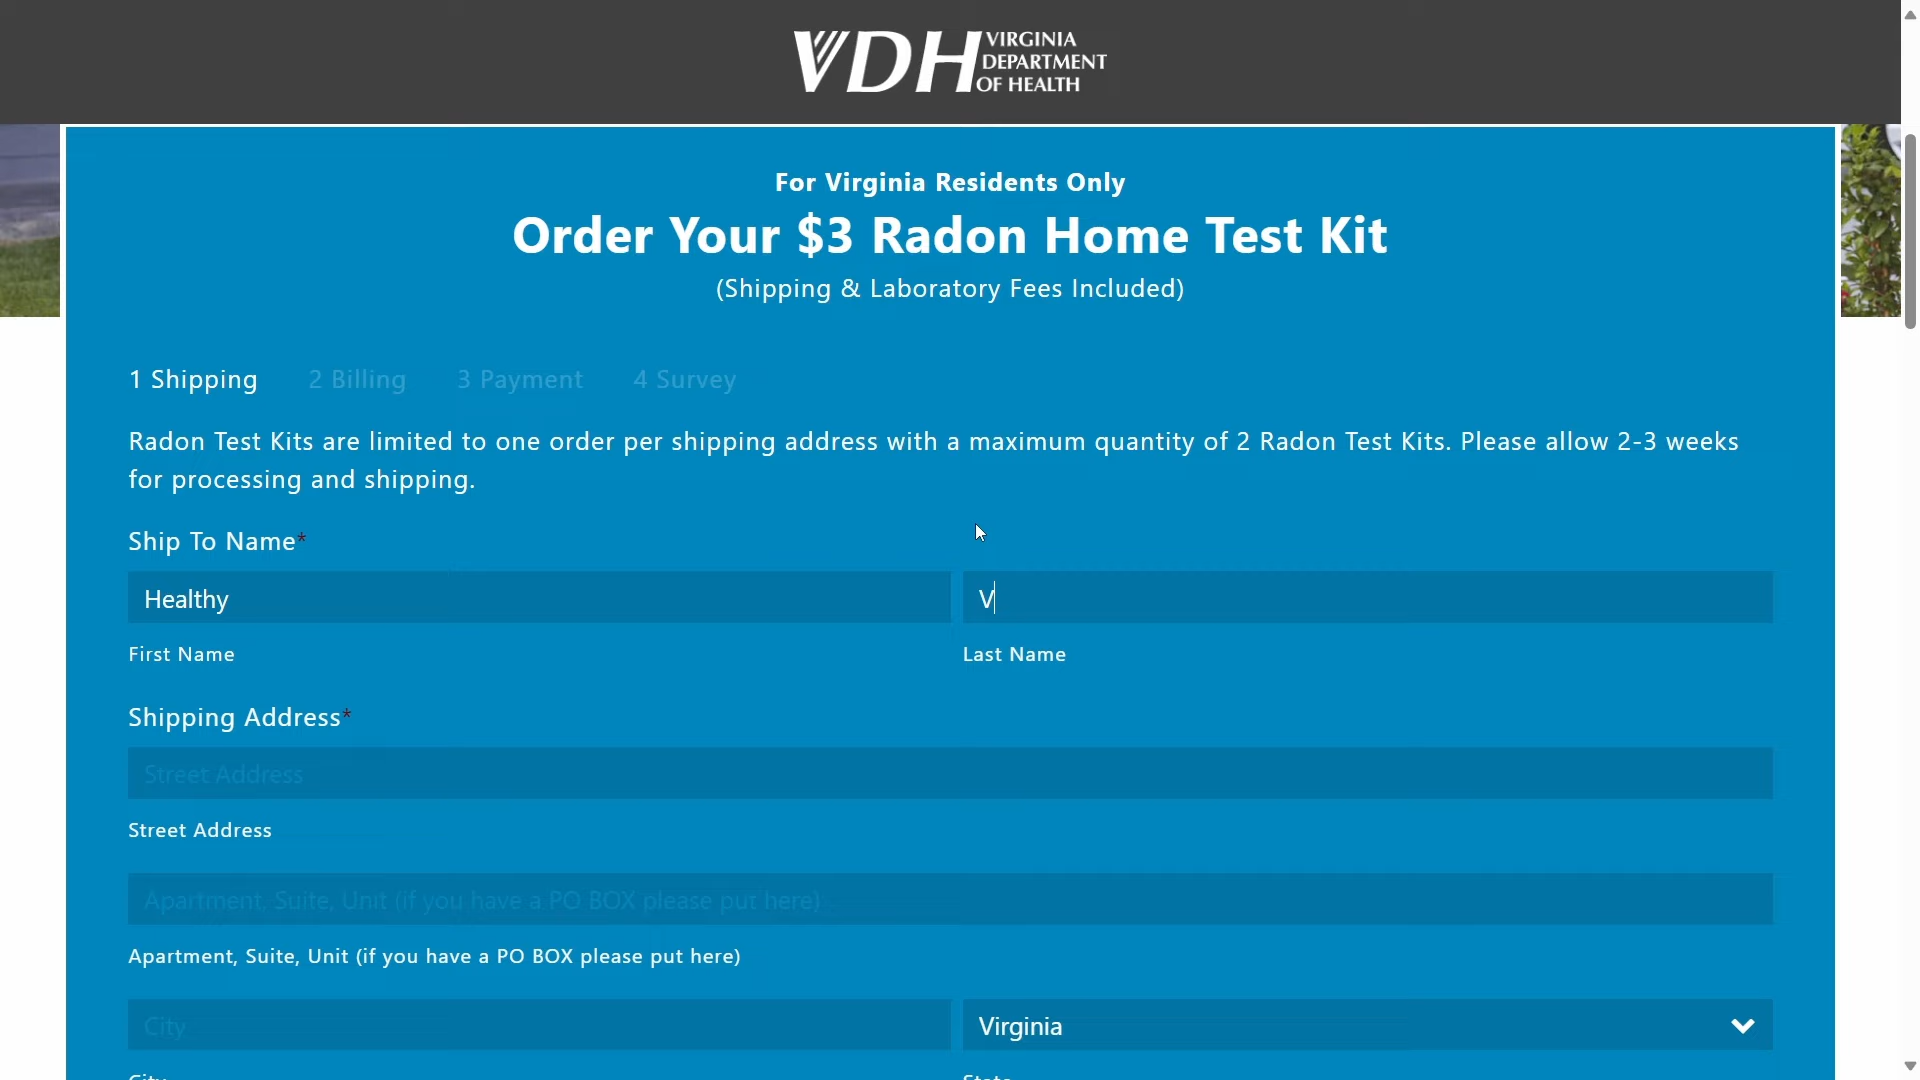 VDH VIRGINIA
DEPARTMENT
OF HEALTH
For Virginia Residents Only
Order Your $3 Radon Home Test Kit
(Shipping & Laboratory Fees Included)
1 Shipping 2 Billing 3 Payment 4 Survey
Radon Test Kits are limited to one order per shipping address with a maximum quantity of 2 Radon Test Kits. Please allow 2-3 weeks
for processing and shipping.
Ship To Name*
Healthy V
First Name Last Name
Shipping Address*
Street Address
Street Address
Apartment, Suite, Unit (if you have a PO BOX please put here)
Apartment, Suite, Unit (if you have a PO BOX please put here)
City Virginia
City State